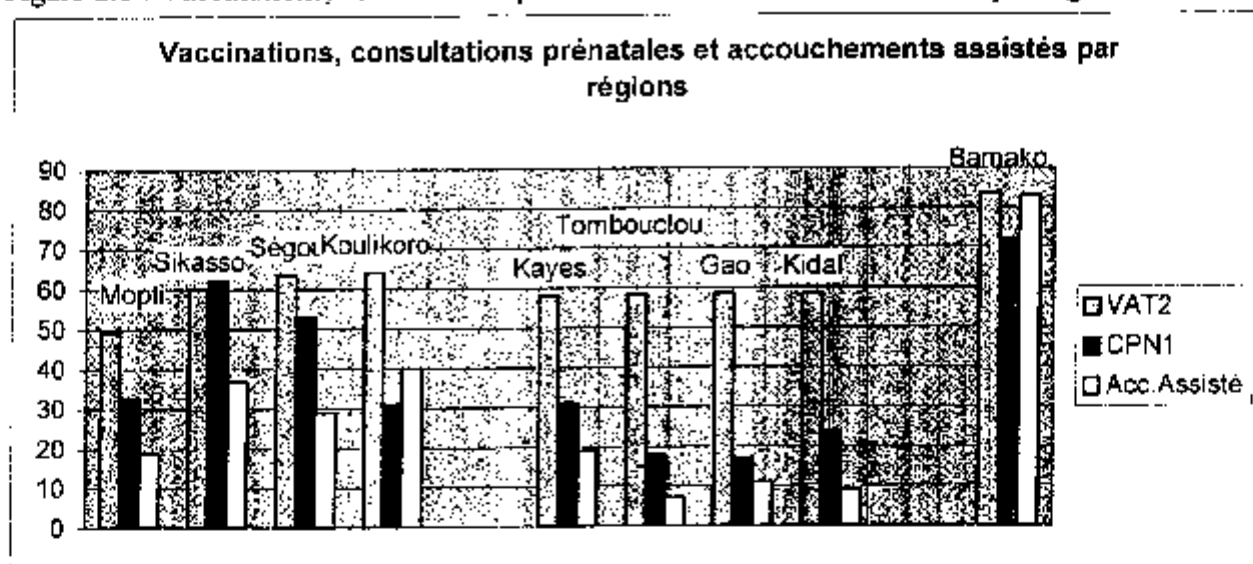 Vaccinations, consultations prénatales et accouchements assistés par
régions
90
80
70
60
50
40
30
20
10
0
Mopti
Sikasso
Ségou
Koulikoro
Kayes
Tombouctou
Gao
Kidal
Bamako
VAT2
CPN1
Acc.Assisté